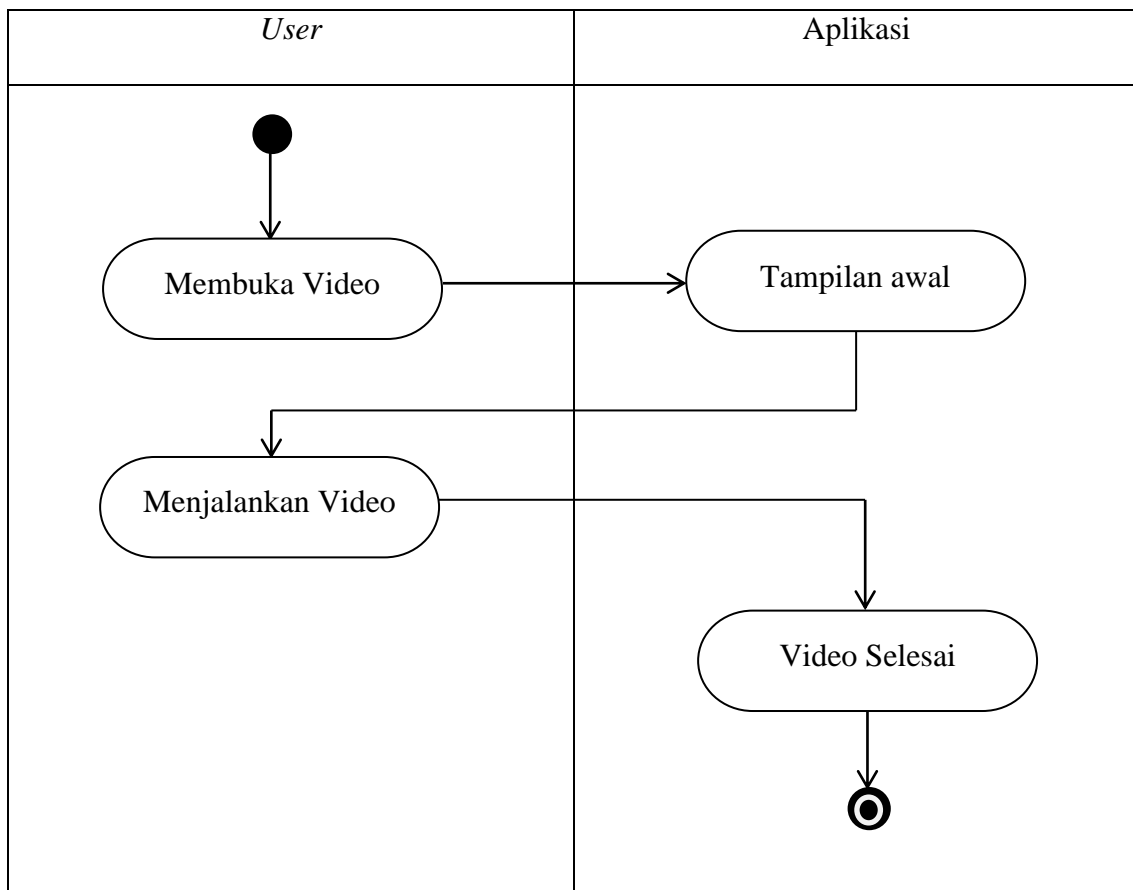 User
Aplikasi
Membuka Video
Tampilan awal
Menjalankan Video
Video Selesai